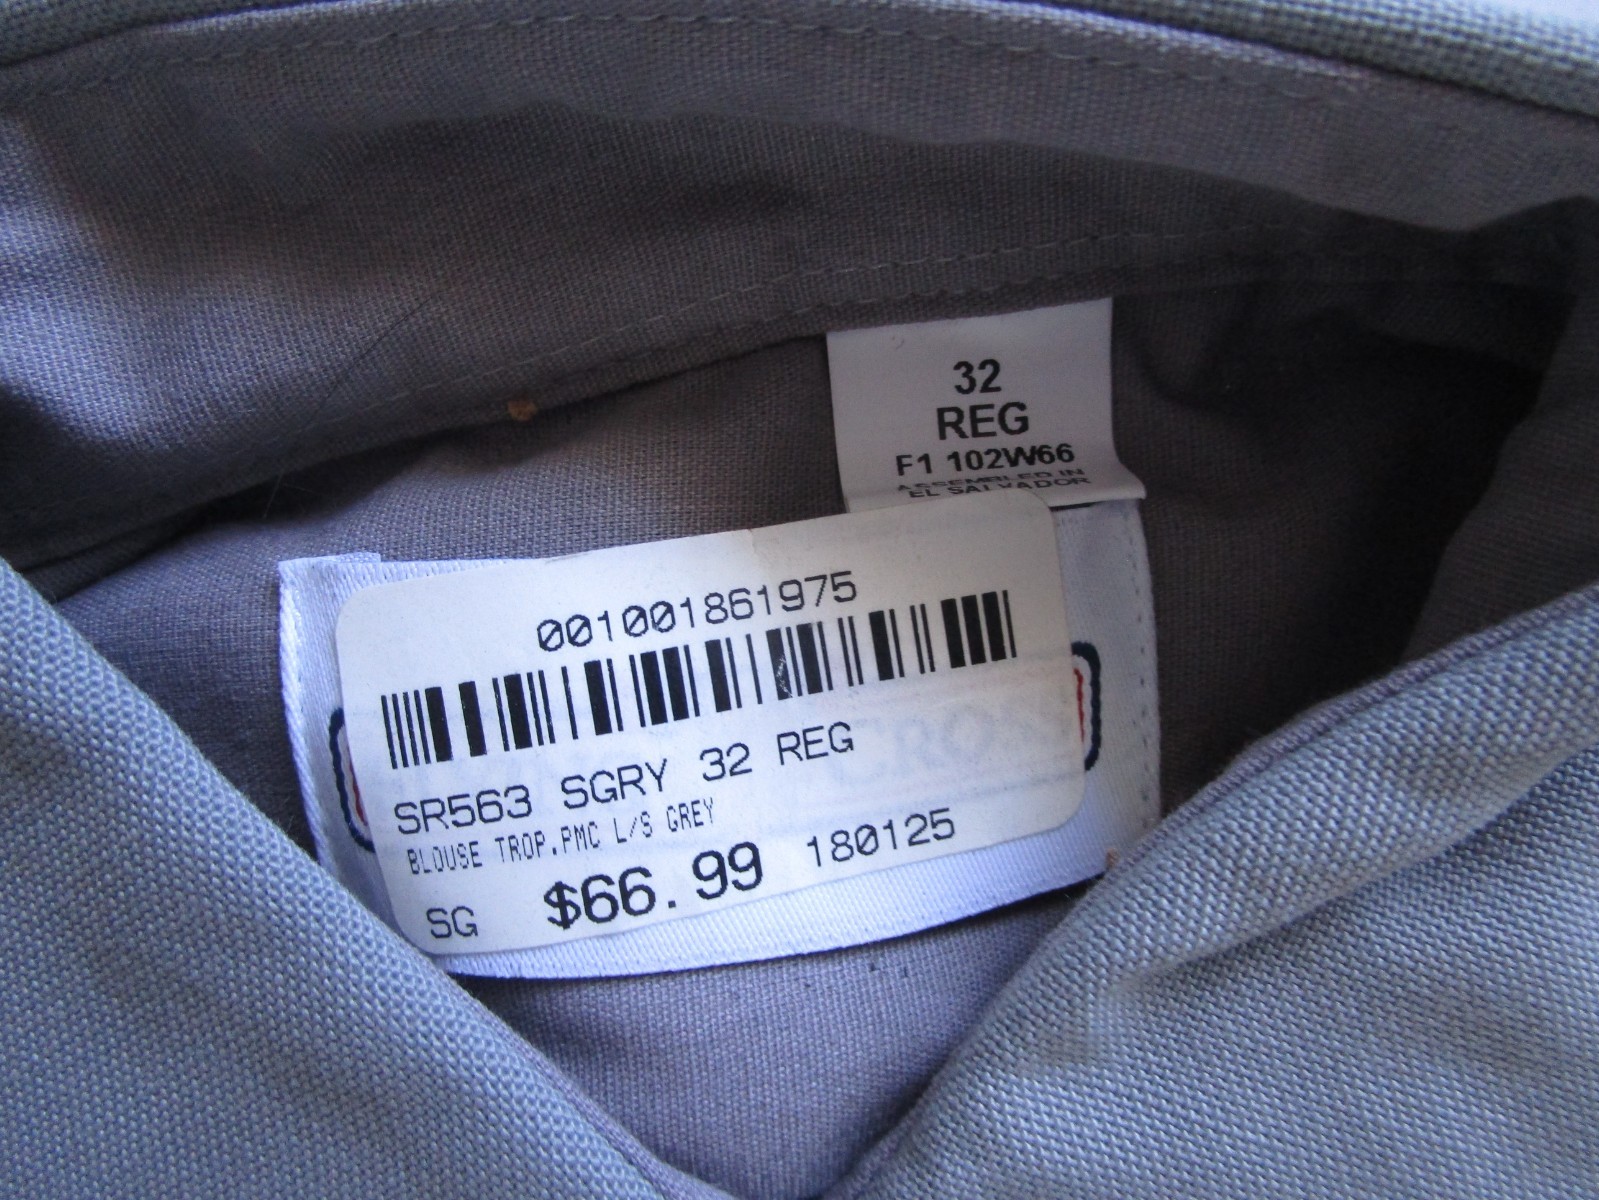 32
REG
F1 102W66
ASSEMBLED IN
EL SALVADOR
001001861975
SR563 SGRY 32 REG
BLOUSE TROP.PMC L/S GREY
SG $66.99 180125